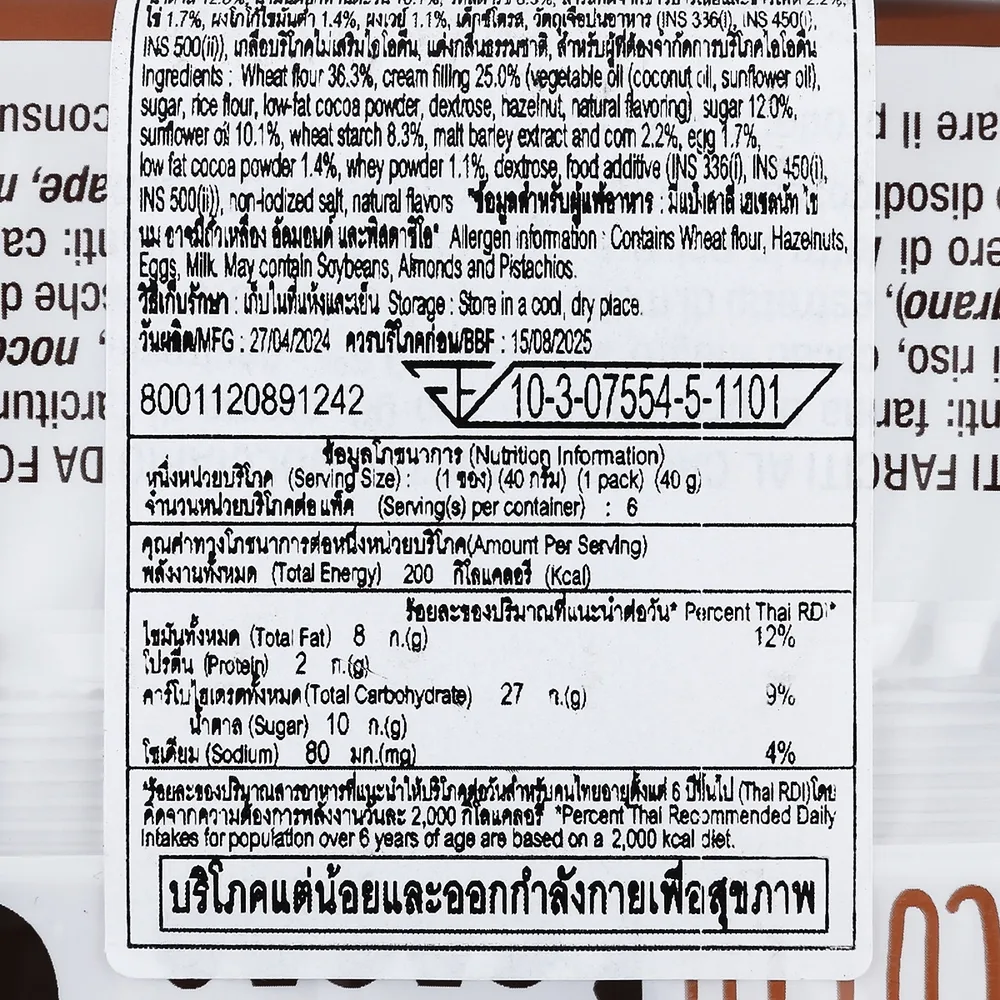 ไข่ 1.7%, ผงโกโก้ไขมันต่ำ 1.4%, ผงเวย์ 1.1%, เด็กซ์โตรส, วัตถุเจือปนอาหาร (INS 336(i), INS 450(i),
INS 500(ii)), เกลือบริโภคไม่เสริมไอโอดีน, แต่งกลิ่นธรรมชาติ, สำหรับผู้ที่ต้องจำกัดการบริโภคไอโอดีน
Ingredients : Wheat flour 36.3%, cream filling 25.0% (vegetable oil (coconut oil, sunflower oil),
sugar, rice flour, low-fat cocoa powder, dextrose, hazelnut, natural flavoring) sugar 12.0%,
sunflower oil 10.1%, wheat starch 8.3%, malt barley extract and corn 2.2%, egg 1.7%,
low fat cocoa powder 1.4%, whey powder 1.1%, dextrose, food additive (INS 336(i), INS 450(i),
INS 500(ii)), non-iodized salt, natural flavors *ข้อมูลสำหรับผู้แพ้อาหาร : มีแป้งสาลี เฮเซลนัท ไข่
นม อาจมีถั่วเหลือง อัลมอนด์ และพิสตาชิโอ* Allergen information : Contains Wheat flour, Hazelnuts,
Eggs, Milk. May contain Soybeans, Almonds and Pistachios.
วิธีเก็บรักษา : เก็บในที่แห้งและเย็น Storage : Store in a cool, dry place.
วันผลิต/MFG : 27/04/2024 ควรบริโภคก่อน/BBF : 15/08/2025
8001120891242 10-3-07554-5-1101
ข้อมูลโภชนาการ (Nutrition Information)
หนึ่งหน่วยบริโภค (Serving Size) : (1 ซอง) (40 กรัม) (1 pack) (40 g)
จำนวนหน่วยบริโภคต่อ แพ็ค (Serving(s) per container) : 6
คุณค่าทางโภชนาการต่อหนึ่งหน่วยบริโภค(Amount Per Serving)
พลังงานทั้งหมด (Total Energy) 200 กิโลแคลอรี (Kcal)
ร้อยละของปริมาณที่แนะนำต่อวัน* Percent Thai RDI*
ไขมันทั้งหมด (Total Fat) 8 ก.(g) 12%
โปรตีน (Protein) 2 ก.(g)
คาร์โบไฮเดรตทั้งหมด(Total Carbohydrate) 27 ก.(g) 9%
น้ำตาล (Sugar) 10 ก.(g)
โซเดียม (Sodium) 80 มก.(mg) 4%
*ร้อยละของปริมาณสารอาหารที่แนะนำให้บริโภคต่อวันสำหรับคนไทยอายุตั้งแต่ 6 ปีขึ้นไป (Thai RDI)โดย
คิดจากความต้องการพลังงานวันละ 2,000 กิโลแคลอรี *Percent Thai Recommended Daily
Intakes for population over 6 years of age are based on a 2,000 kcal diet.
บริโภคแต่น้อยและออกกำลังกายเพื่อสุขภาพ